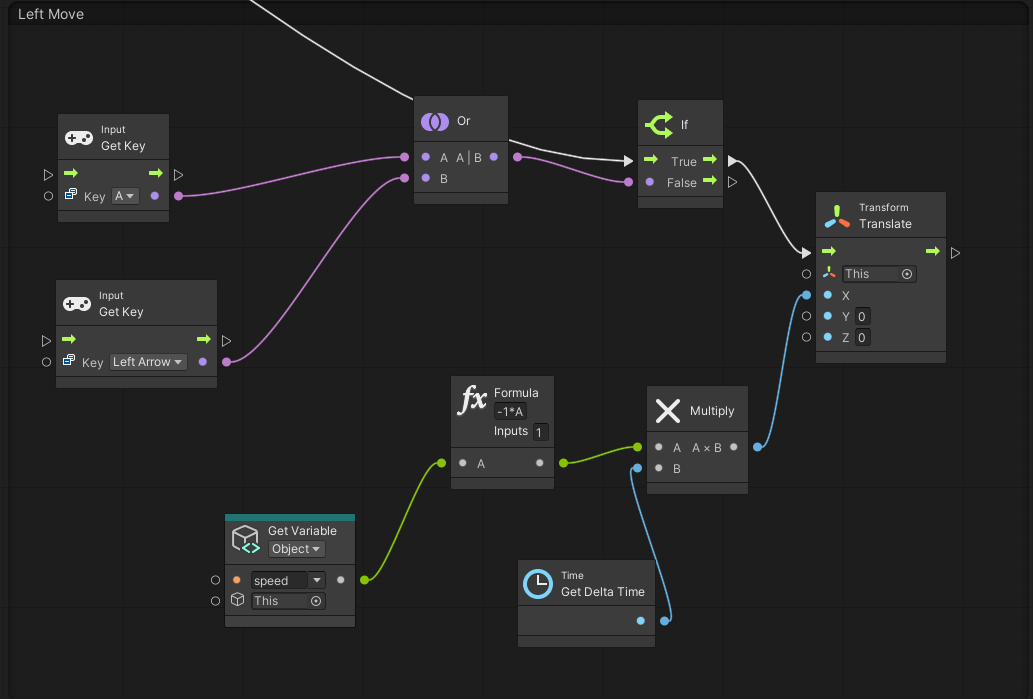 Left Move
Input
Get Key
Key A
Or
A A|B
B
If
True
False
Transform
Translate
This
X
Y 0
Z 0
Input
Get Key
Key Left Arrow
fx Formula
-1*A
Inputs 1
A
Multiply
A A × B
B
Get Variable
Object
speed
This
Time
Get Delta Time